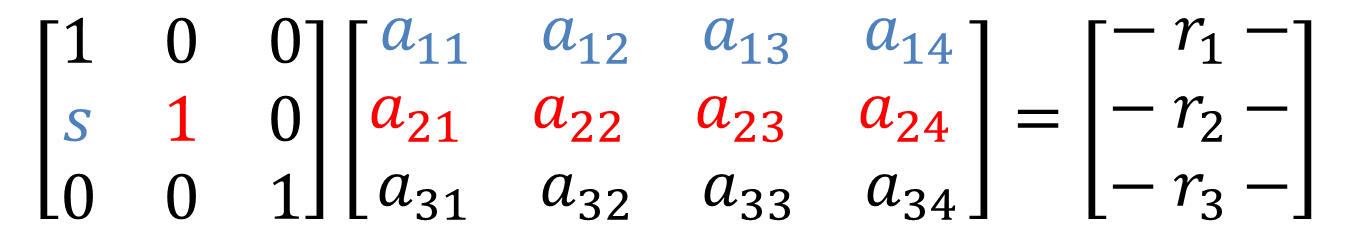 [1 0 0] [a₁₁ a₁₂ a₁₃ a₁₄] [− r₁ −]
[s 1 0] [a₂₁ a₂₂ a₂₃ a₂₄] = [− r₂ −]
[0 0 1] [a₃₁ a₃₂ a₃₃ a₃₄] [− r₃ −]